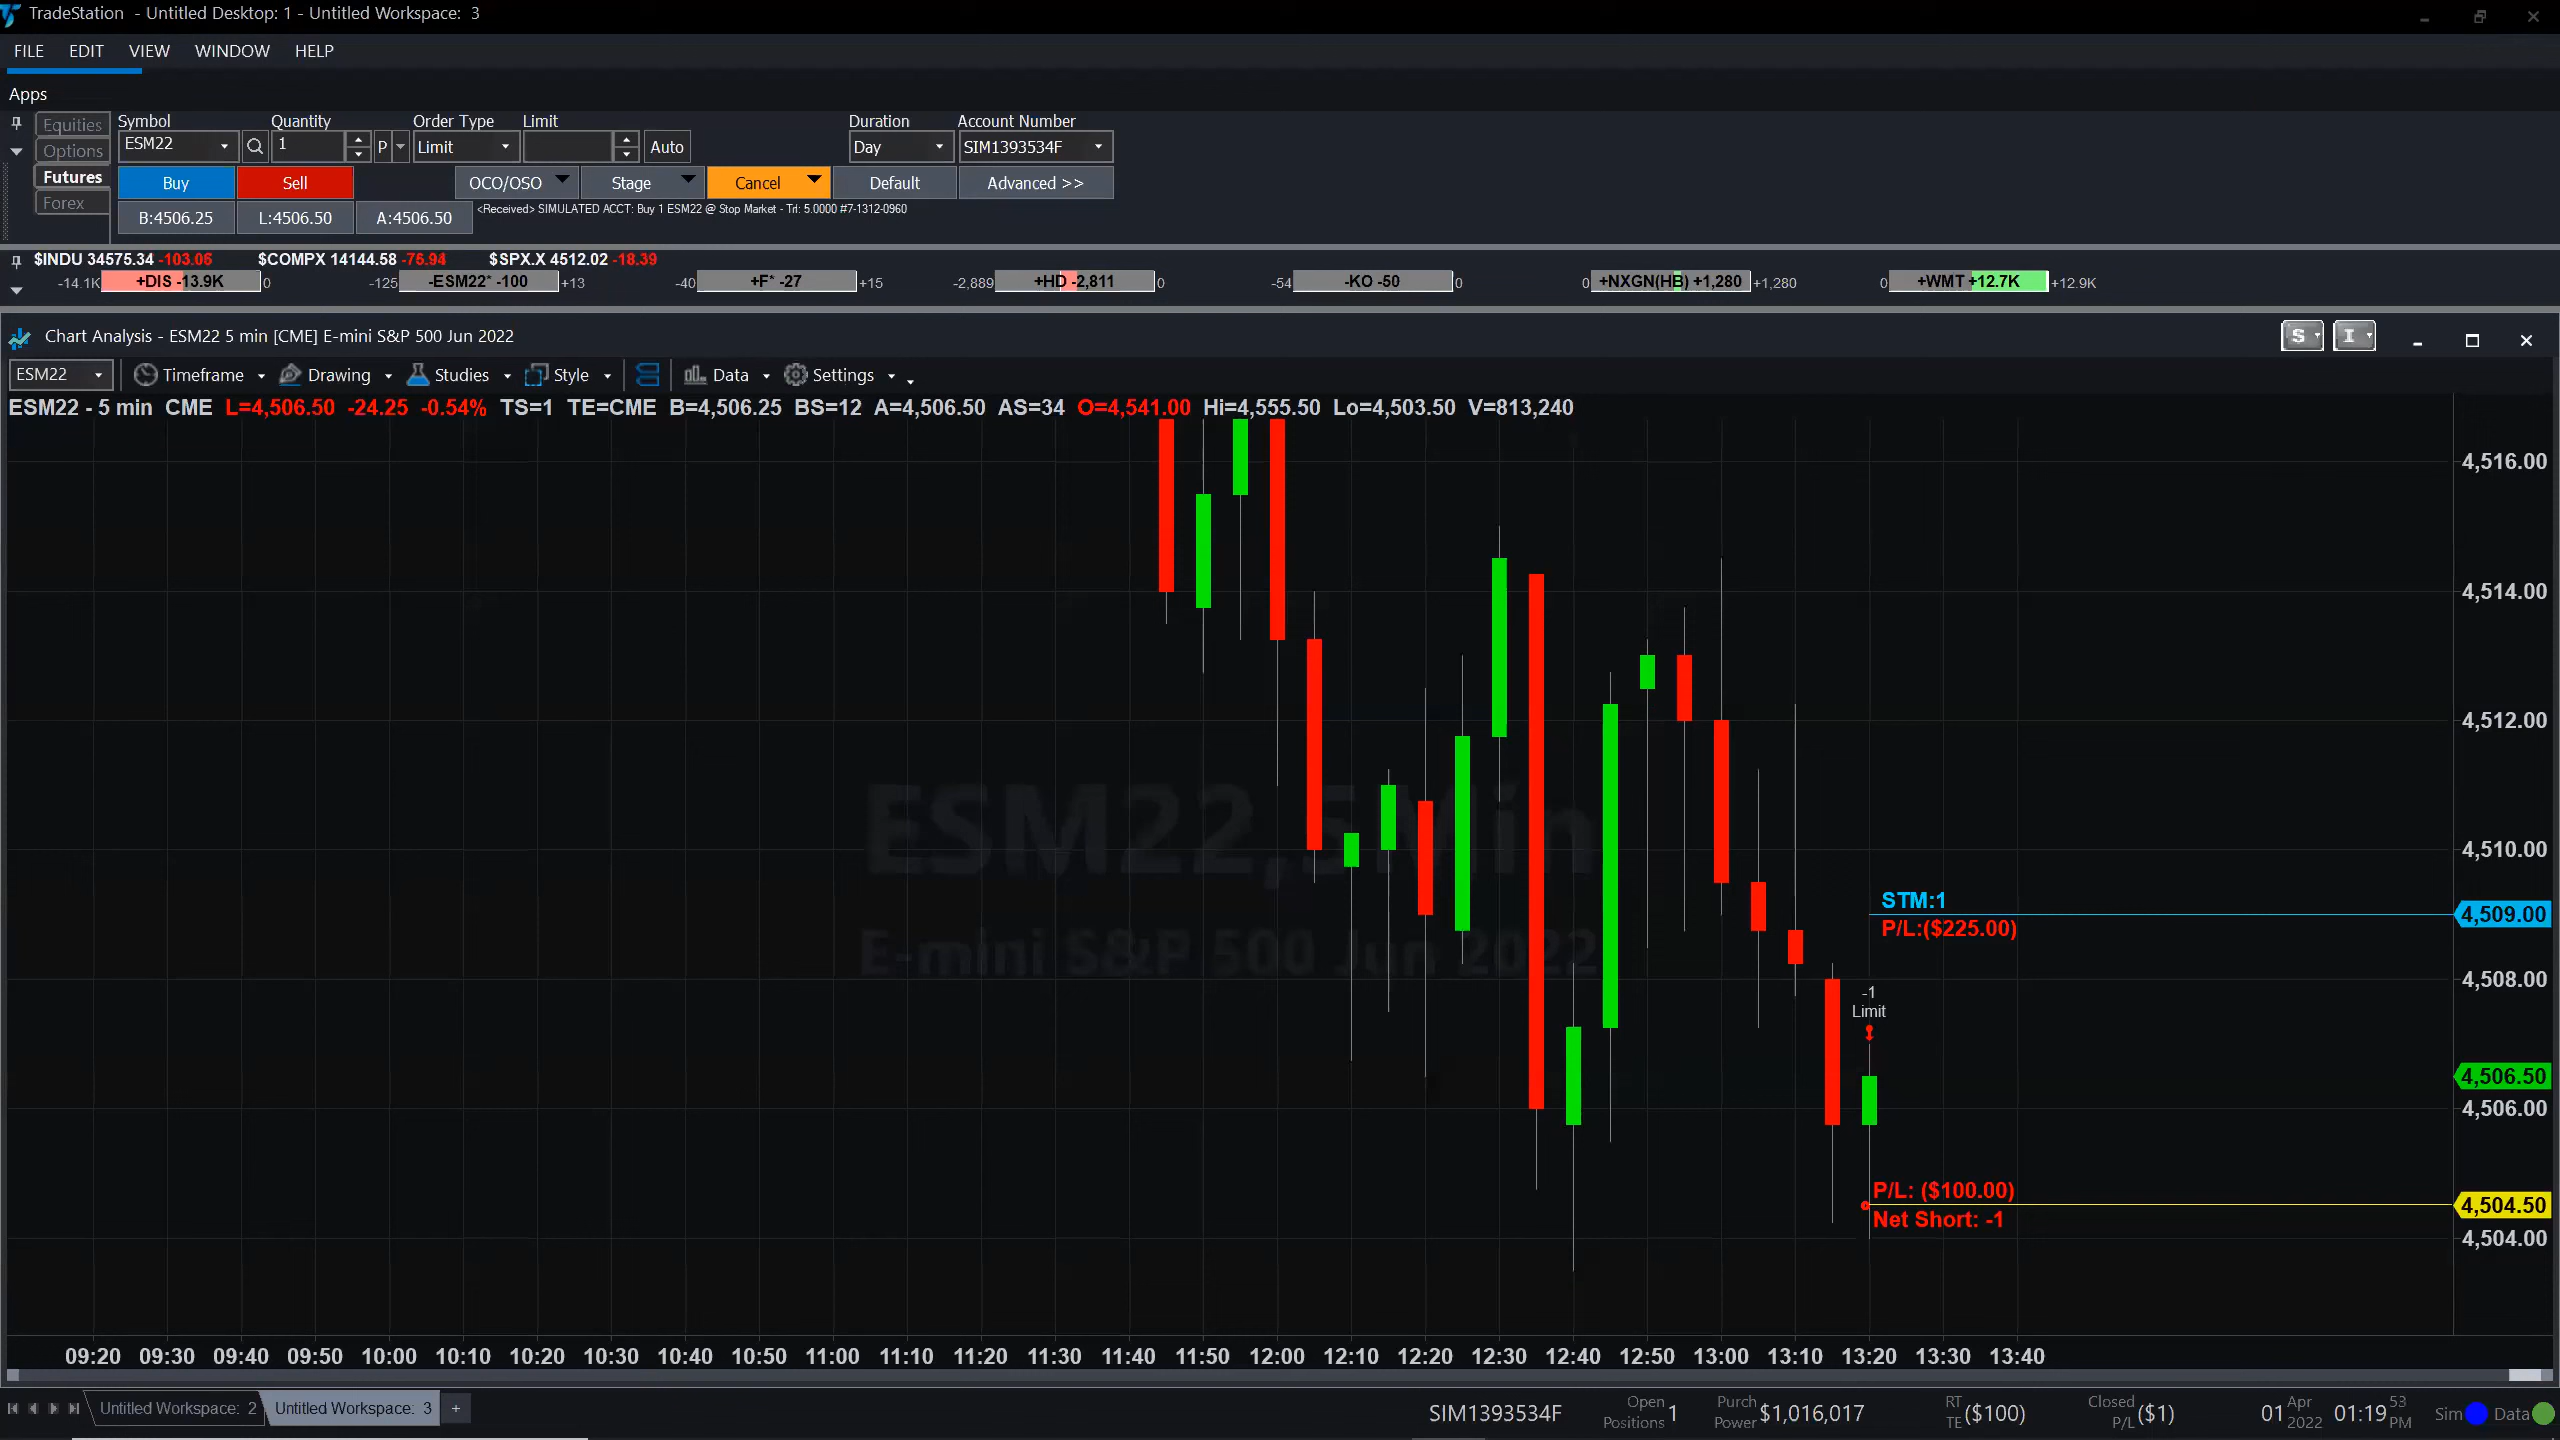 TradeStation - Untitled Desktop: 1 - Untitled Workspace: 3
FILE EDIT VIEW WINDOW HELP
Apps
Equities
Options
Futures
Forex
Symbol Quantity Order Type Limit Duration Account Number
ESM22 1 P Limit Auto Day SIM1393534F
Buy Sell OCO/OSO Stage Cancel Default Advanced >>
B:4506.25 L:4506.50 A:4506.50 <Received> SIMULATED ACCT: Buy 1 ESM22 @ Stop Market - Trl: 5.0000 #7-1312-0960
$INDU 34575.34 -103.06 $COMPX 14144.58 -76.94 $SPX.X 4512.02 -18.39
-14.1K +DIS -13.9K 0 -125 -ESM22* -100 +13 -40 +F* -27 +15 -2,889 +HD -2,811 0 -54 -KO -50 0 0 +NXGN(HB) +1,280 +1,280 0 +WMT +12.7K +12.9K
Chart Analysis - ESM22 5 min [CME] E-mini S&P 500 Jun 2022 S I
ESM22 Timeframe Drawing Studies Style Data Settings
ESM22 - 5 min CME L=4,506.50 -24.25 -0.54% TS=1 TE=CME B=4,506.25 BS=12 A=4,506.50 AS=34 O=4,541.00 Hi=4,555.50 Lo=4,503.50 V=813,240
4,516.00
4,514.00
4,512.00
ESM22,5Min
4,510.00
STM:1
4,509.00
P/L:($225.00)
E-mini S&P 500 Jun 2022
4,508.00
-1
Limit
4,506.50
4,506.00
P/L: ($100.00)
4,504.50
Net Short: -1
4,504.00
09:20 09:30 09:40 09:50 10:00 10:10 10:20 10:30 10:40 10:50 11:00 11:10 11:20 11:30 11:40 11:50 12:00 12:10 12:20 12:30 12:40 12:50 13:00 13:10 13:20 13:30 13:40
Untitled Workspace: 2 Untitled Workspace: 3 +
SIM1393534F Open Positions 1 Purch Power $1,016,017 RT TE ($100) Closed P/L ($1) 01 Apr 2022 01:19 53 PM Sim Data